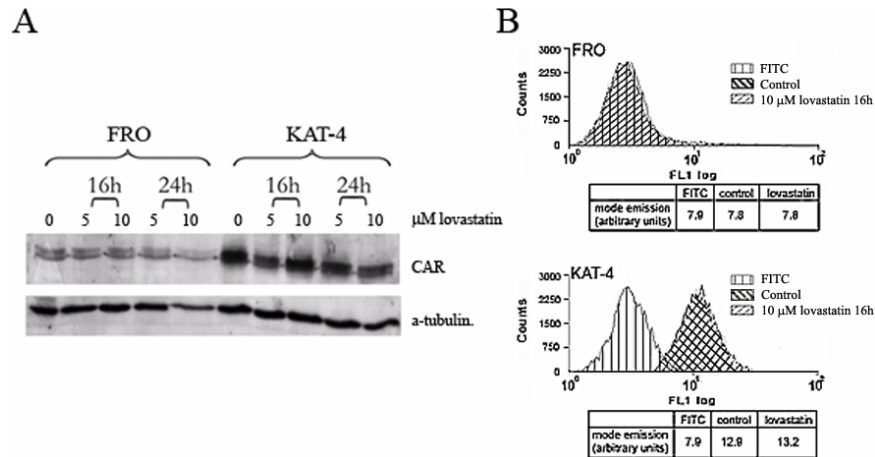 A
FRO KAT-4
16h 24h 16h 24h
0 5 10 5 10 0 5 10 5 10 μM lovastatin
CAR
a-tubulin.
B
FRO
3000
2250
1500
750
0
Counts
10⁰ 10¹ 10²
FL1 log
FITC
Control
10 μM lovastatin 16h
FITC control lovastatin
mode emission (arbitrary units) 7.9 7.8 7.8
KAT-4
3000
2250
1500
750
0
Counts
10⁰ 10¹ 10²
FL1 log
FITC
Control
10 μM lovastatin 16h
FITC control lovastatin
mode emission (arbitrary units) 7.9 12.9 13.2